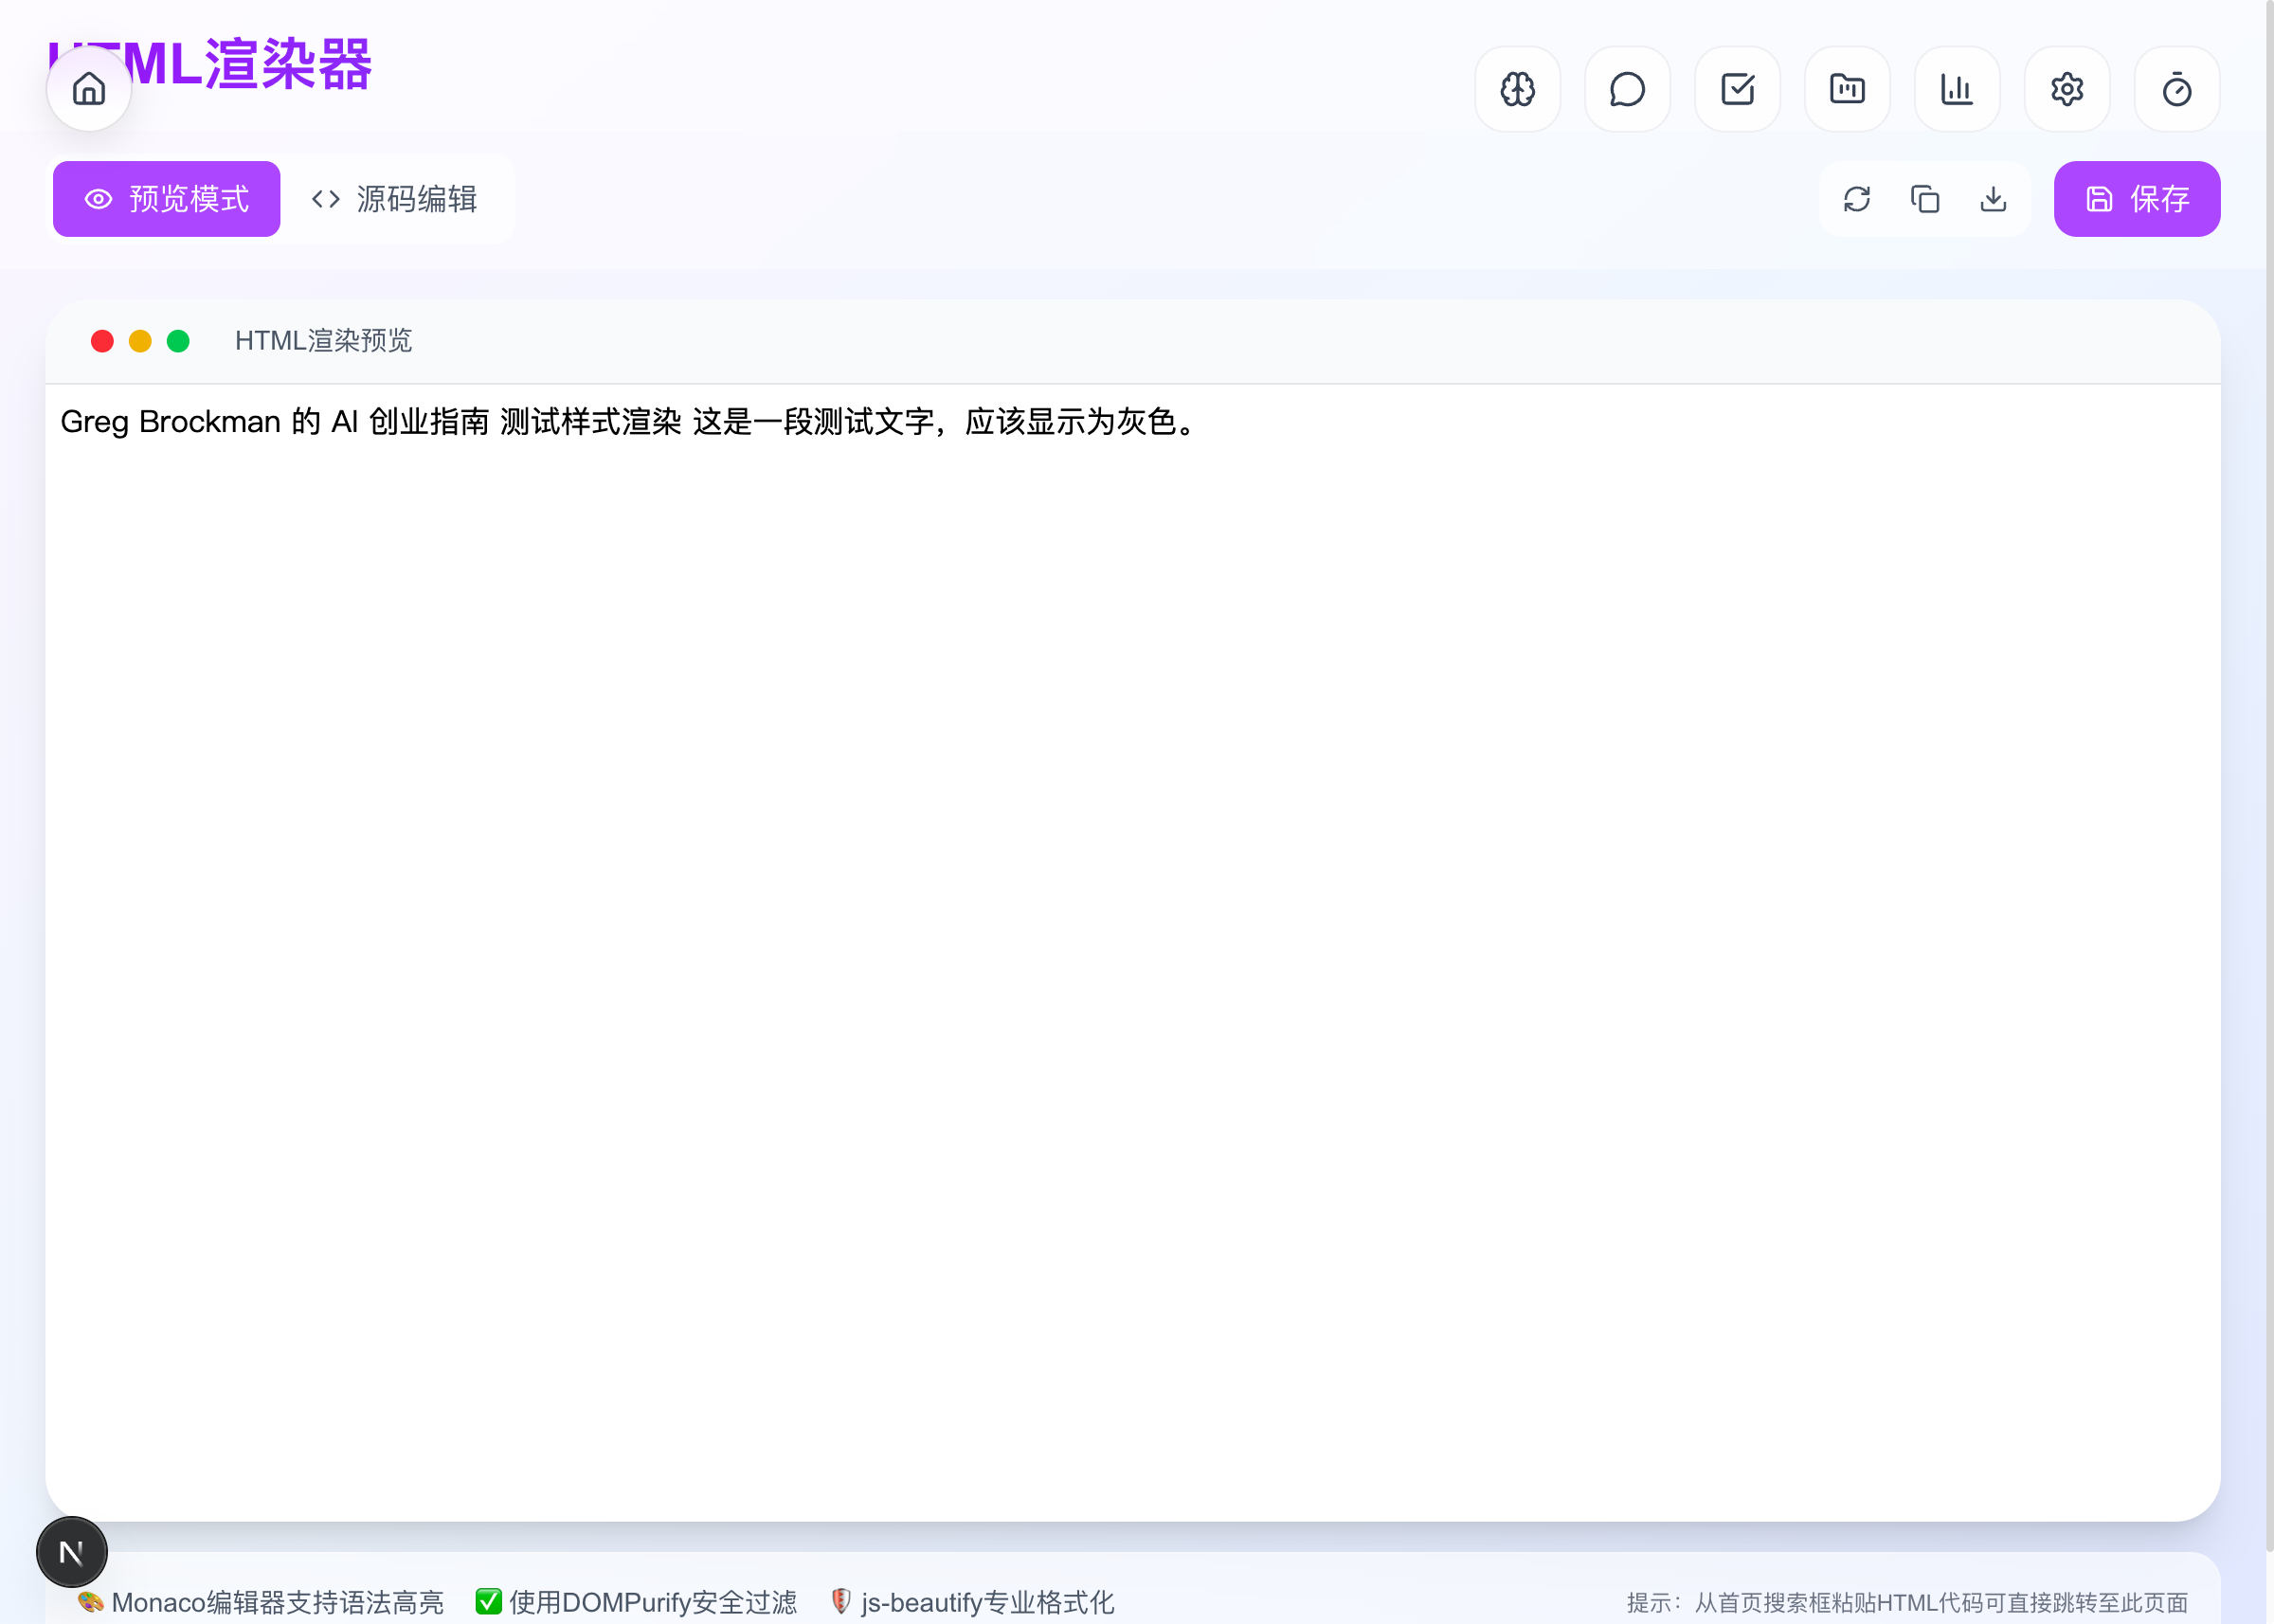 HTML渲染器
预览模式
源码编辑
保存
HTML渲染预览
Greg Brockman 的 AI 创业指南 测试样式渲染 这是一段测试文字，应该显示为灰色。
N
🎨 Monaco编辑器支持语法高亮 ✅ 使用DOMPurify安全过滤 🛡️ js-beautify专业格式化
提示：从首页搜索框粘贴HTML代码可直接跳转至此页面